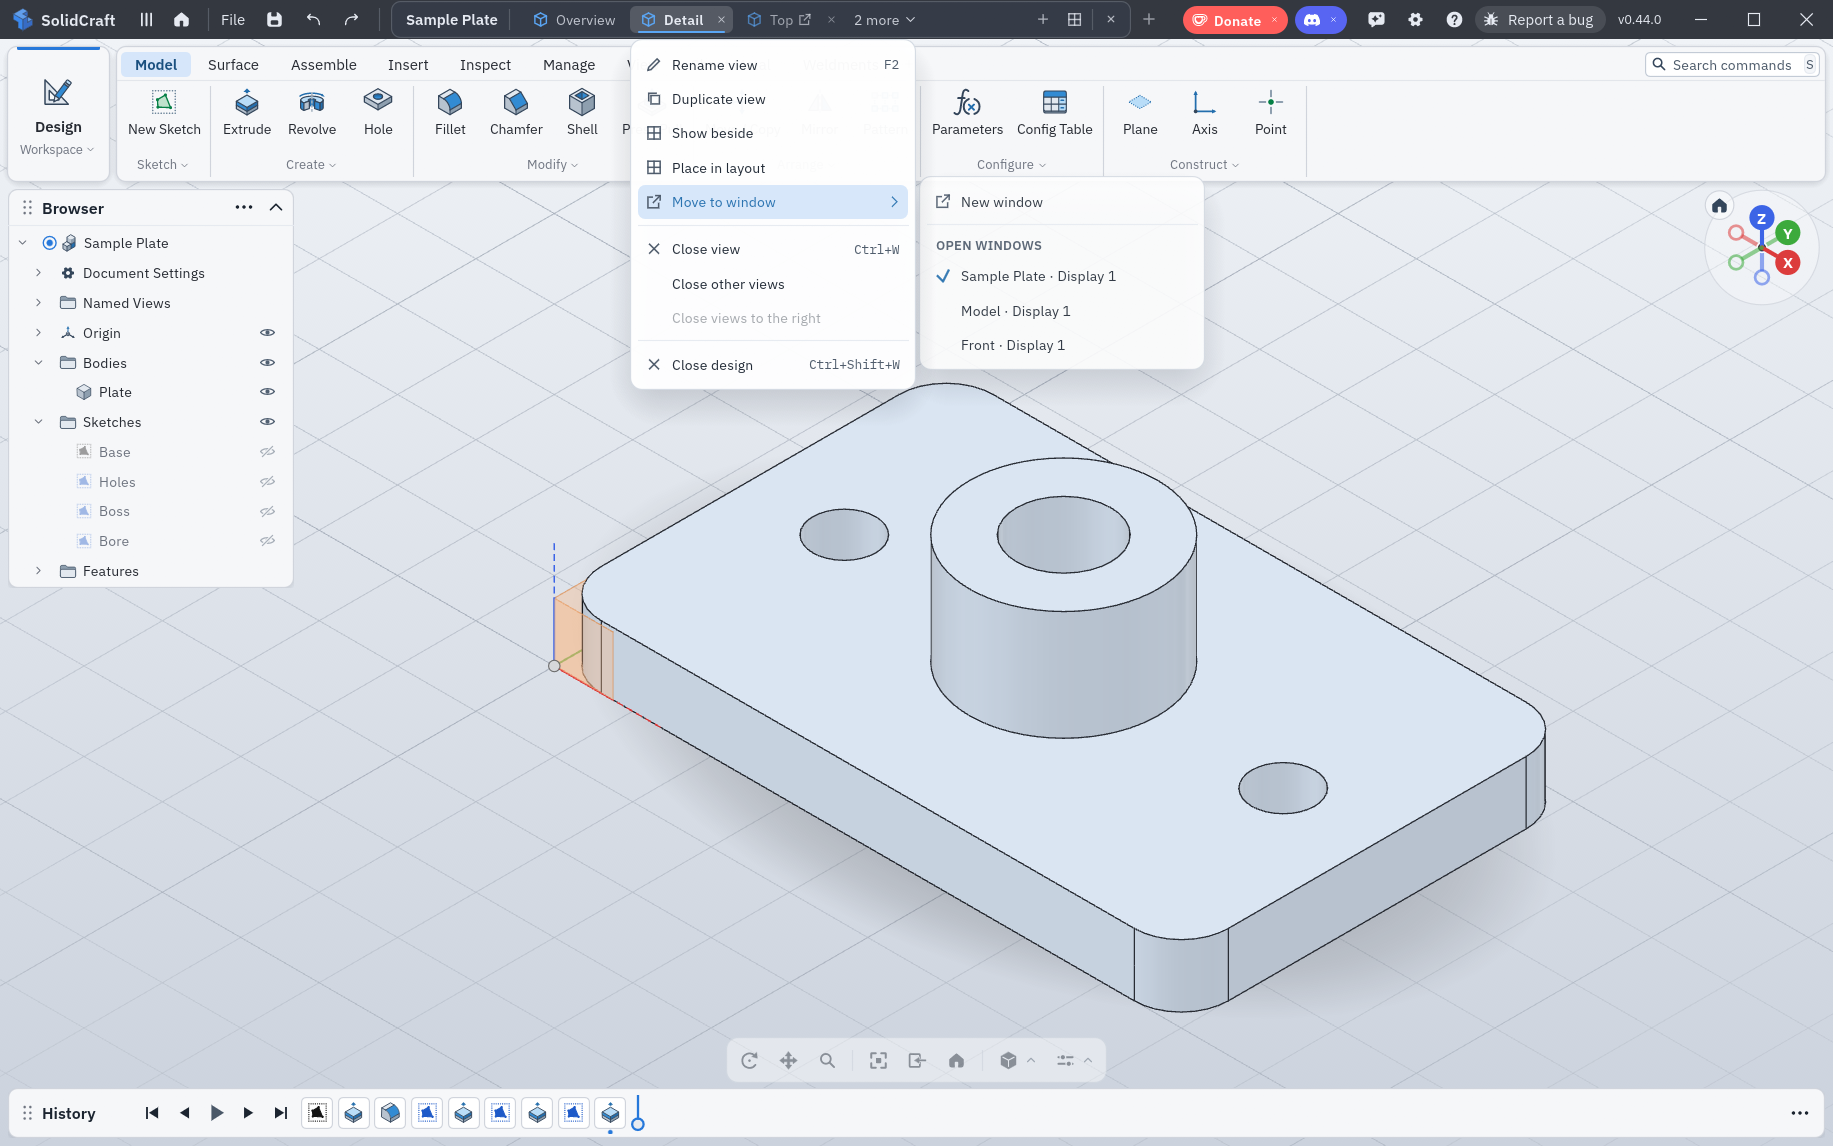 SolidCraft File Sample Plate Overview Detail Top 2 more Donate Report a bug v0.44.0
Model Surface Assemble Insert Inspect Manage Search commands S
Design
Workspace
New Sketch Extrude Revolve Hole Fillet Chamfer Shell Parameters Config Table Plane Axis Point
Sketch Create Modify Configure Construct
Rename view F2
Duplicate view
Show beside
Place in layout
Move to window
Close view Ctrl+W
Close other views
Close views to the right
Close design Ctrl+Shift+W
New window
OPEN WINDOWS
Sample Plate · Display 1
Model · Display 1
Front · Display 1
Browser
Sample Plate
Document Settings
Named Views
Origin
Bodies
Plate
Sketches
Base
Holes
Boss
Bore
Features
Z
Y
X
History